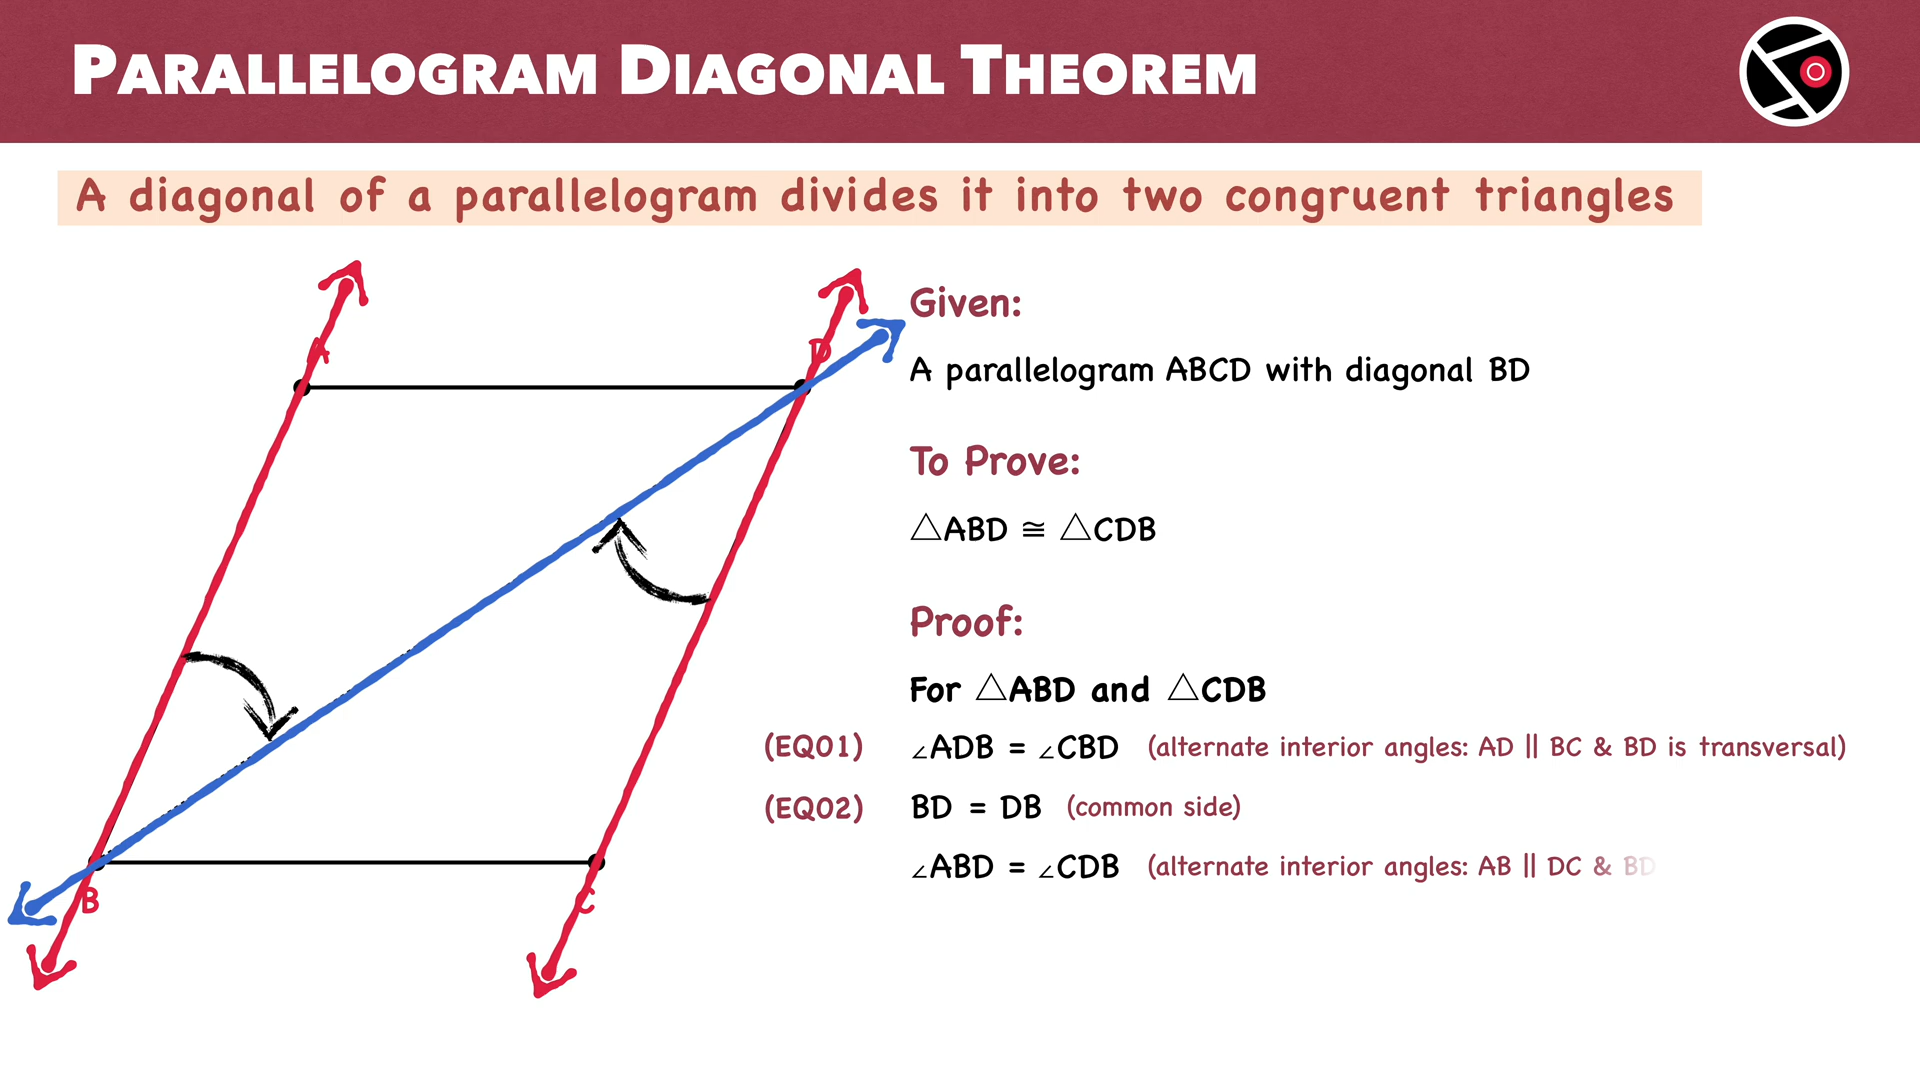 PARALLELOGRAM DIAGONAL THEOREM
A diagonal of a parallelogram divides it into two congruent triangles
A
D
B
C
Given:
A parallelogram ABCD with diagonal BD
To Prove:
△ABD ≅ △CDB
Proof:
For △ABD and △CDB
(EQ01) ∠ADB = ∠CBD (alternate interior angles: AD || BC & BD is transversal)
(EQ02) BD = DB (common side)
∠ABD = ∠CDB (alternate interior angles: AB || DC & BD